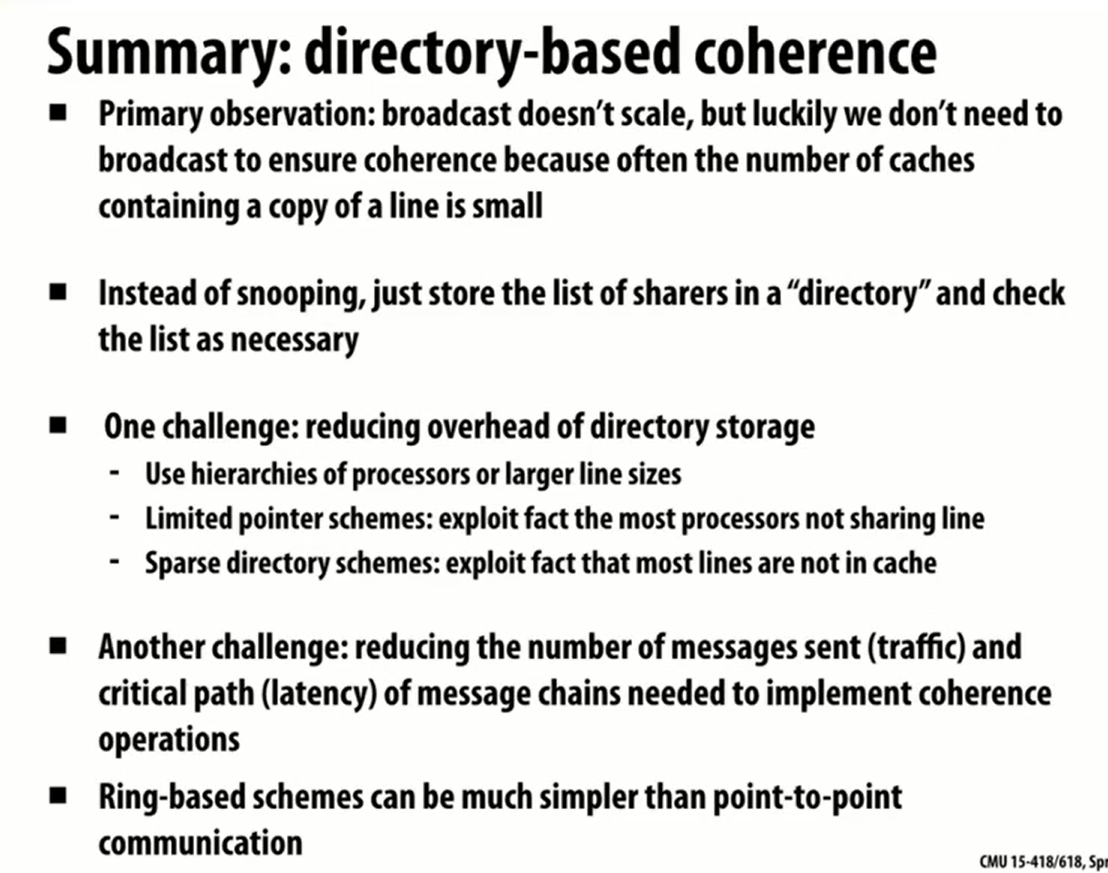 Summary: directory-based coherence
■ Primary observation: broadcast doesn’t scale, but luckily we don’t need to
broadcast to ensure coherence because often the number of caches
containing a copy of a line is small
■ Instead of snooping, just store the list of sharers in a “directory” and check
the list as necessary
■ One challenge: reducing overhead of directory storage
- Use hierarchies of processors or larger line sizes
- Limited pointer schemes: exploit fact the most processors not sharing line
- Sparse directory schemes: exploit fact that most lines are not in cache
■ Another challenge: reducing the number of messages sent (traffic) and
critical path (latency) of message chains needed to implement coherence
operations
■ Ring-based schemes can be much simpler than point-to-point
communication
CMU 15-418/618, Spr